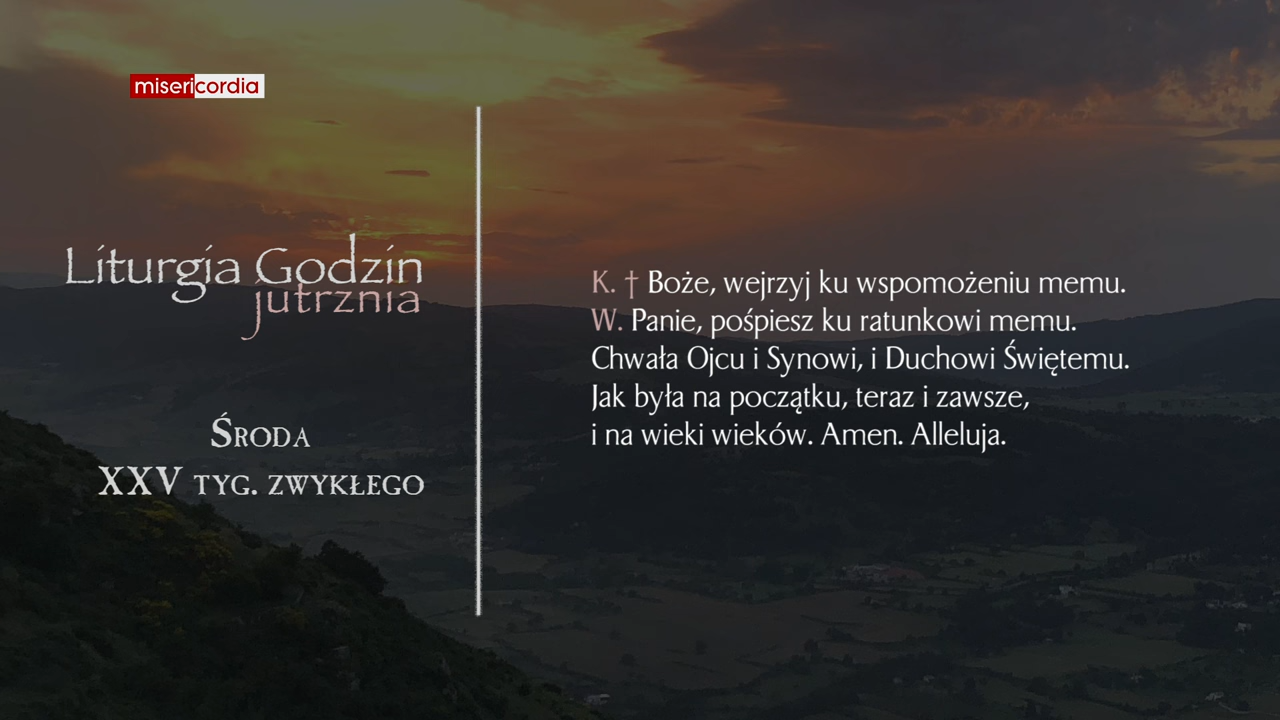 misericordia
Liturgia Godzin
jutrznia
Środa
XXV tyg. zwykłego
K. † Boże, wejrzyj ku wspomożeniu memu.
W. Panie, pośpiesz ku ratunkowi memu.
Chwała Ojcu i Synowi, i Duchowi Świętemu.
Jak była na początku, teraz i zawsze,
i na wieki wieków. Amen. Alleluja.